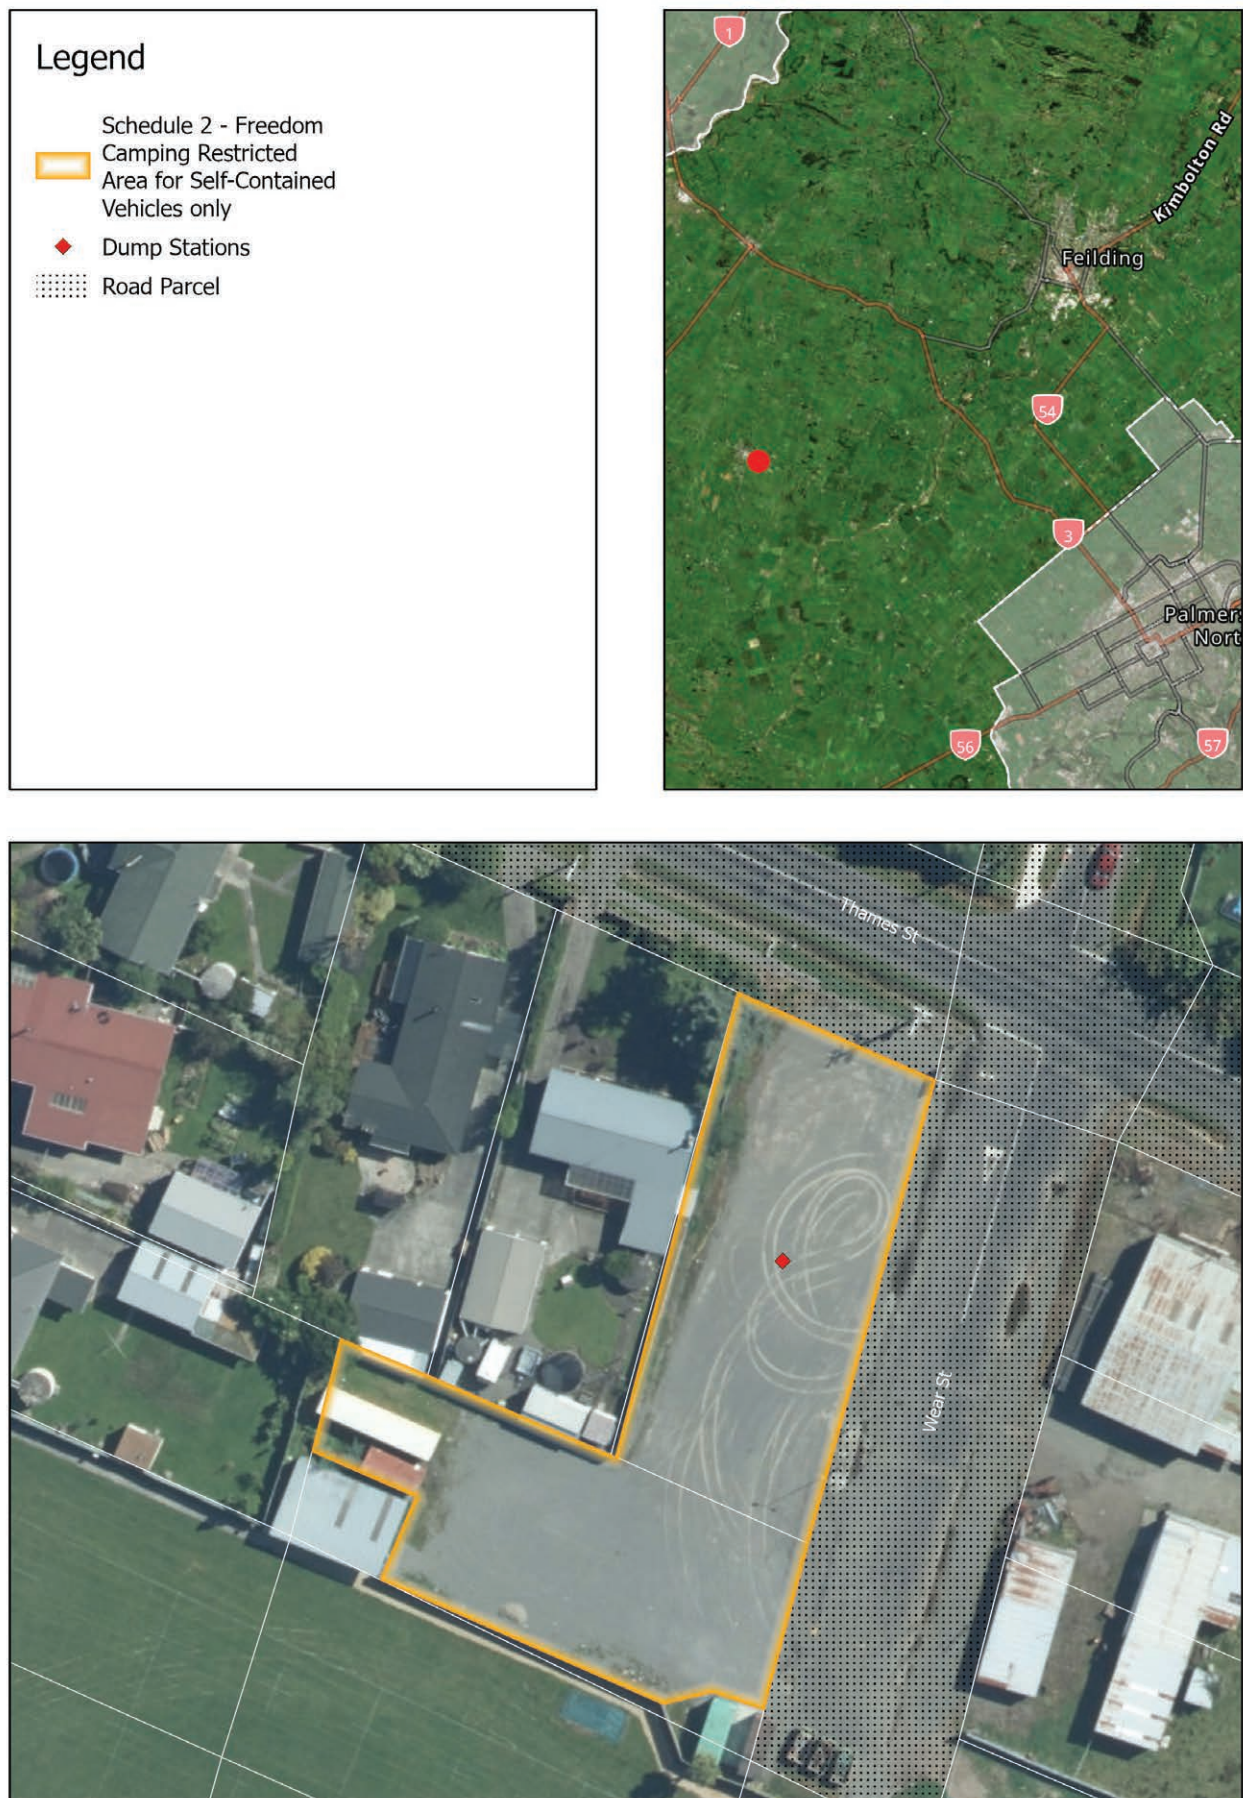 Legend
Schedule 2 - Freedom
Camping Restricted
Area for Self-Contained
Vehicles only
Dump Stations
Road Parcel
1
Kimbolton Rd
Feilding
54
3
Palmers
Nort
56
57
Thames St
Wear St